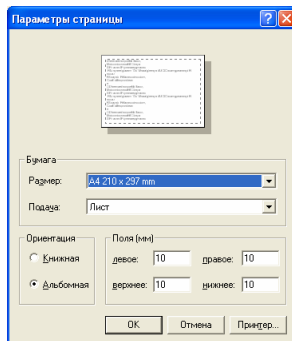 Параметры страницы
Бумага
Размер: A4 210 x 297 mm
Подача: Лист
Ориентация
Книжная
Альбомная
Поля (мм)
левое: 10 правое: 10
верхнее: 10 нижнее: 10
OK Отмена Принтер...